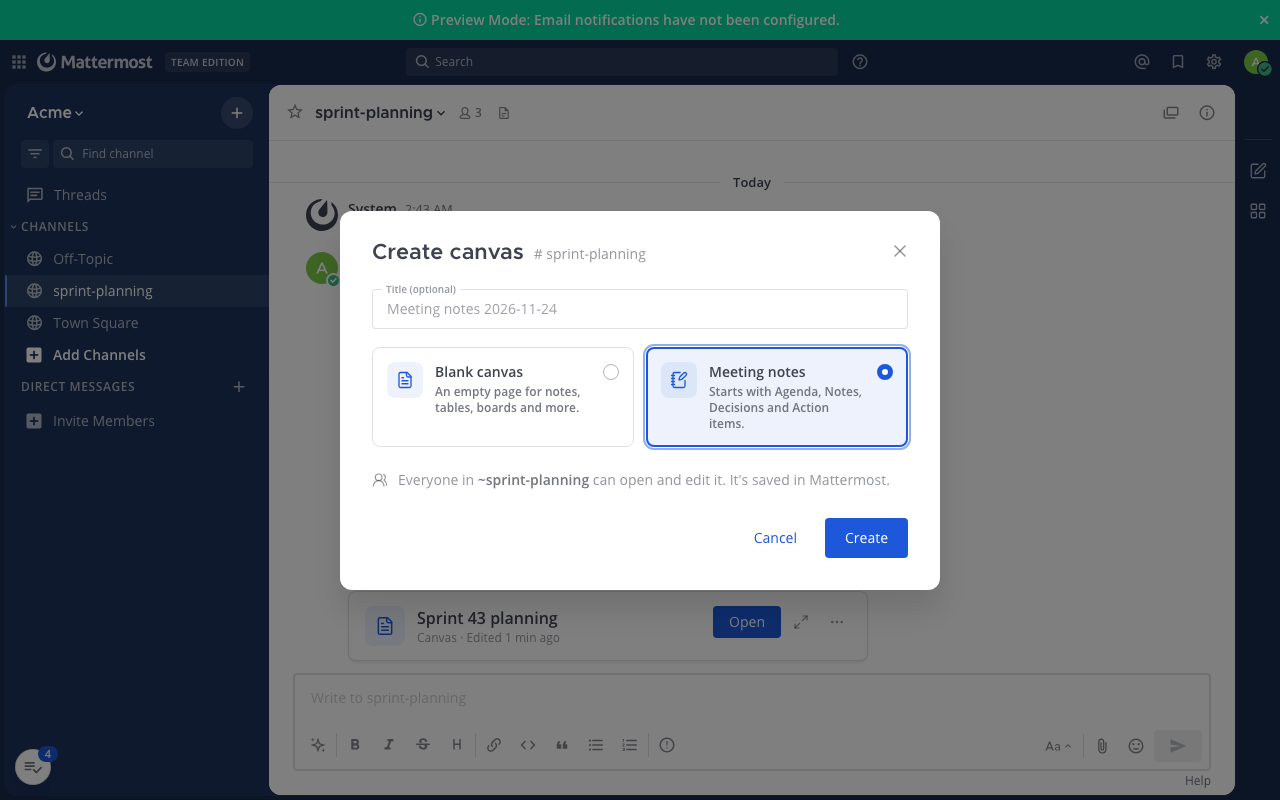 Preview Mode: Email notifications have not been configured.
Mattermost
TEAM EDITION
Search
A
Acme
Find channel
Threads
CHANNELS
Off-Topic
sprint-planning
Town Square
Add Channels
DIRECT MESSAGES
Invite Members
4
sprint-planning
3
Today
System 2:43 AM
A
Create canvas
# sprint-planning
Title (optional)
Meeting notes 2026-11-24
Blank canvas
An empty page for notes,
tables, boards and more.
Meeting notes
Starts with Agenda, Notes,
Decisions and Action
items.
Everyone in ~sprint-planning can open and edit it. It's saved in Mattermost.
Cancel
Create
Sprint 43 planning
Canvas · Edited 1 min ago
Open
Write to sprint-planning
B I S H
Aa
Help